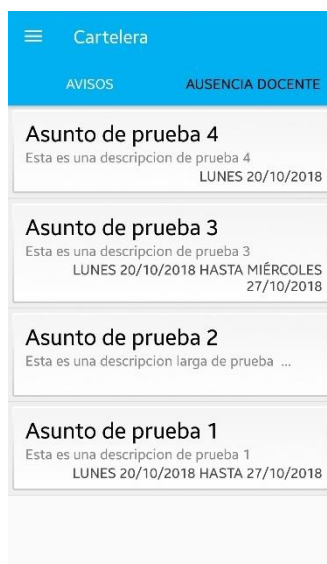 Cartelera
AVISOS AUSENCIA DOCENTE
Asunto de prueba 4
Esta es una descripcion de prueba 4
LUNES 20/10/2018
Asunto de prueba 3
Esta es una descripcion de prueba 3
LUNES 20/10/2018 HASTA MIÉRCOLES
27/10/2018
Asunto de prueba 2
Esta es una descripcion larga de prueba ...
Asunto de prueba 1
Esta es una descripcion de prueba 1
LUNES 20/10/2018 HASTA 27/10/2018